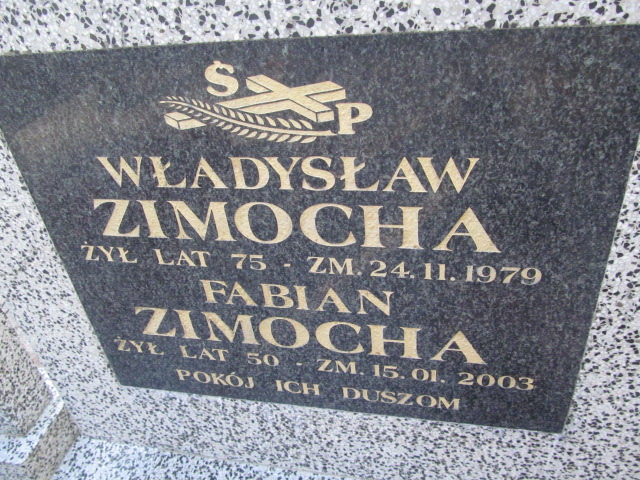 Ś P
WŁADYSŁAW
ZIMOCHA
ŻYŁ LAT 75 - ZM. 24.11.1979
FABIAN
ZIMOCHA
ŻYŁ LAT 50 - ZM. 15.01.2003
POKÓJ ICH DUSZOM